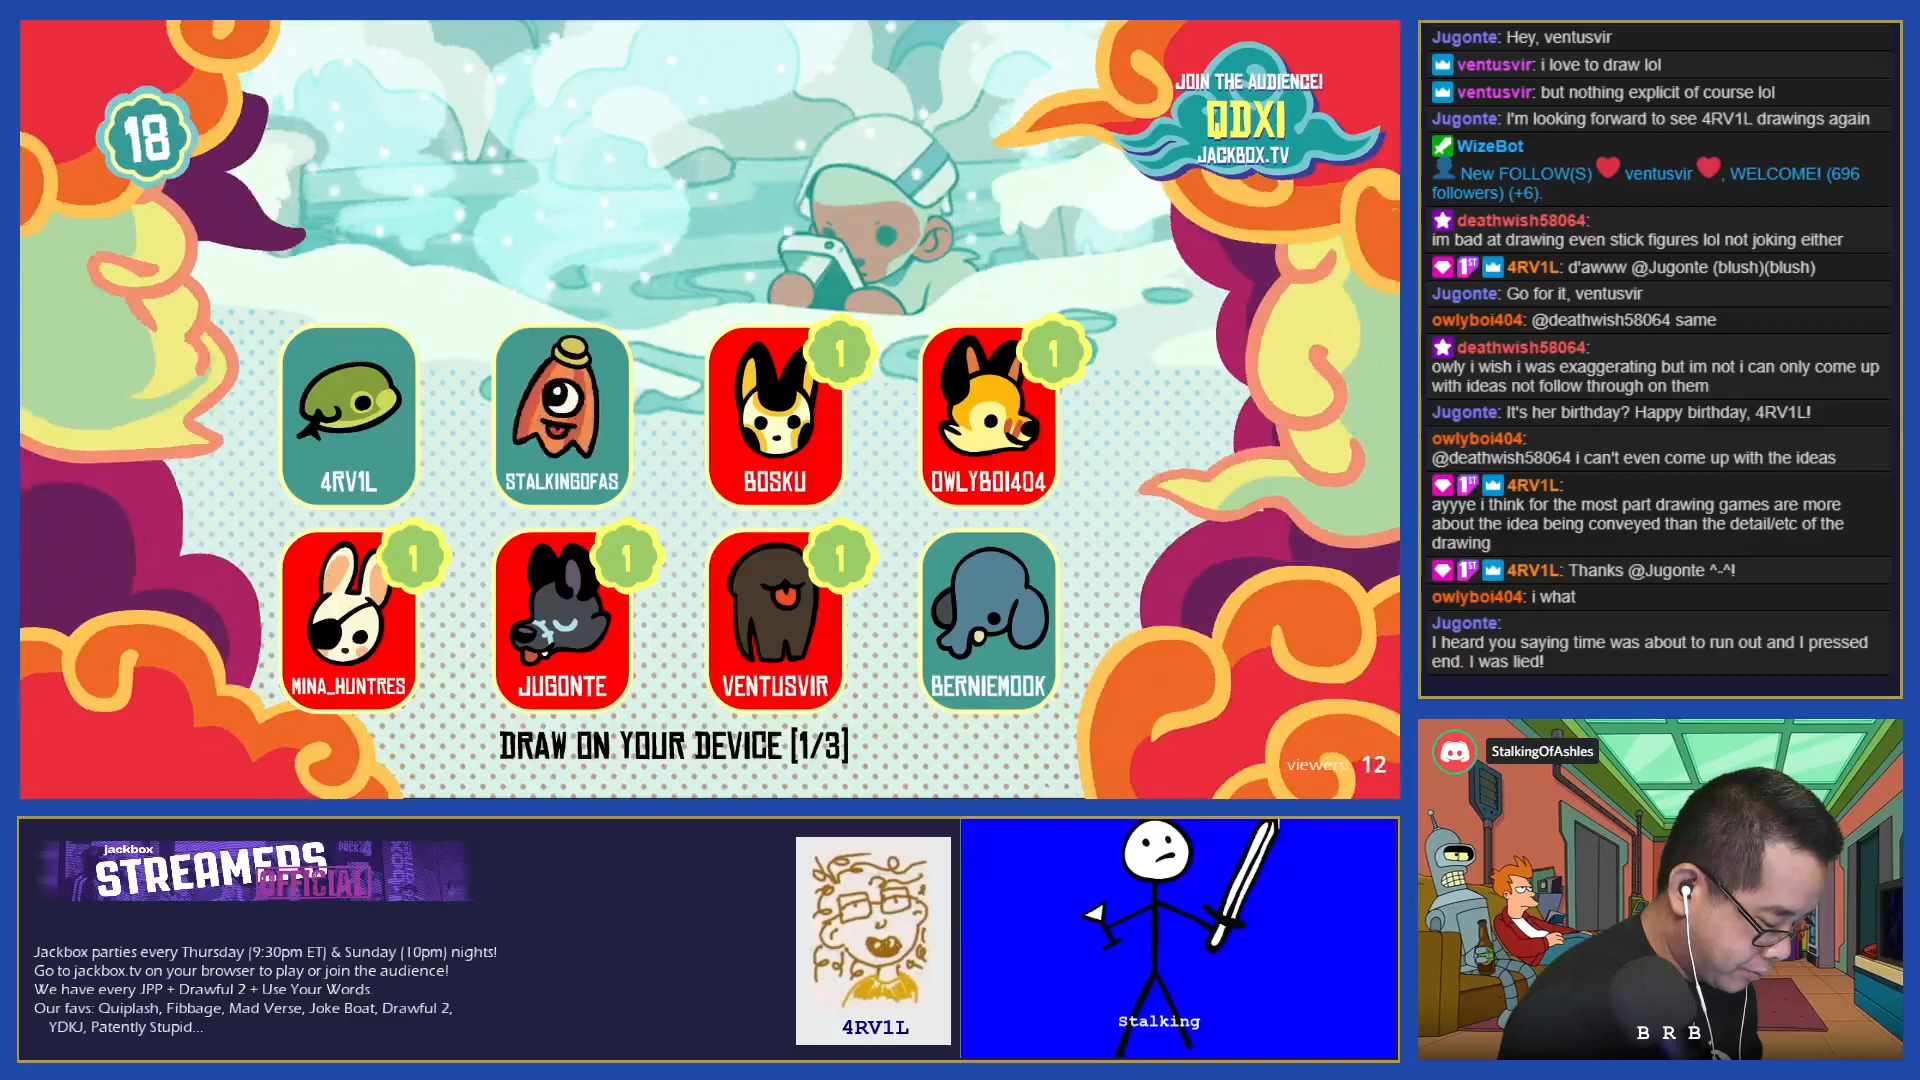 18
JOIN THE AUDIENCE!
QDXI
JACKBOX.TV
4RV1L
STALKINGOFAS
1
BOSKU
1
OWLYBOI404
1
MINA_HUNTRES
1
JUGONTE
1
VENTUSVIR
BERNIEMOOK
DRAW ON YOUR DEVICE [1/3]
viewers: 12
Jugonte: Hey, ventusvir
ventusvir: i love to draw lol
ventusvir: but nothing explicit of course lol
Jugonte: I'm looking forward to see 4RV1L drawings again
WizeBot
New FOLLOW(S) ventusvir, WELCOME! (696
followers) (+6).
deathwish58064:
im bad at drawing even stick figures lol not joking either
1ST 4RV1L: d'awww @Jugonte (blush)(blush)
Jugonte: Go for it, ventusvir
owlyboi404: @deathwish58064 same
deathwish58064:
owly i wish i was exaggerating but im not i can only come up
with ideas not follow through on them
Jugonte: It's her birthday? Happy birthday, 4RV1L!
owlyboi404:
@deathwish58064 i can't even come up with the ideas
1ST 4RV1L:
ayyye i think for the most part drawing games are more
about the idea being conveyed than the detail/etc of the
drawing
1ST 4RV1L: Thanks @Jugonte ^-^!
owlyboi404: i what
Jugonte:
I heard you saying time was about to run out and I pressed
end. I was lied!
jackbox
STREAMERS
OFFICIAL
Jackbox parties every Thursday (9:30pm ET) & Sunday (10pm) nights!
Go to jackbox.tv on your browser to play or join the audience!
We have every JPP + Drawful 2 + Use Your Words.
Our favs: Quiplash, Fibbage, Mad Verse, Joke Boat, Drawful 2,
YDKJ, Patently Stupid...
4RV1L
Stalking
StalkingOfAshles
B R B